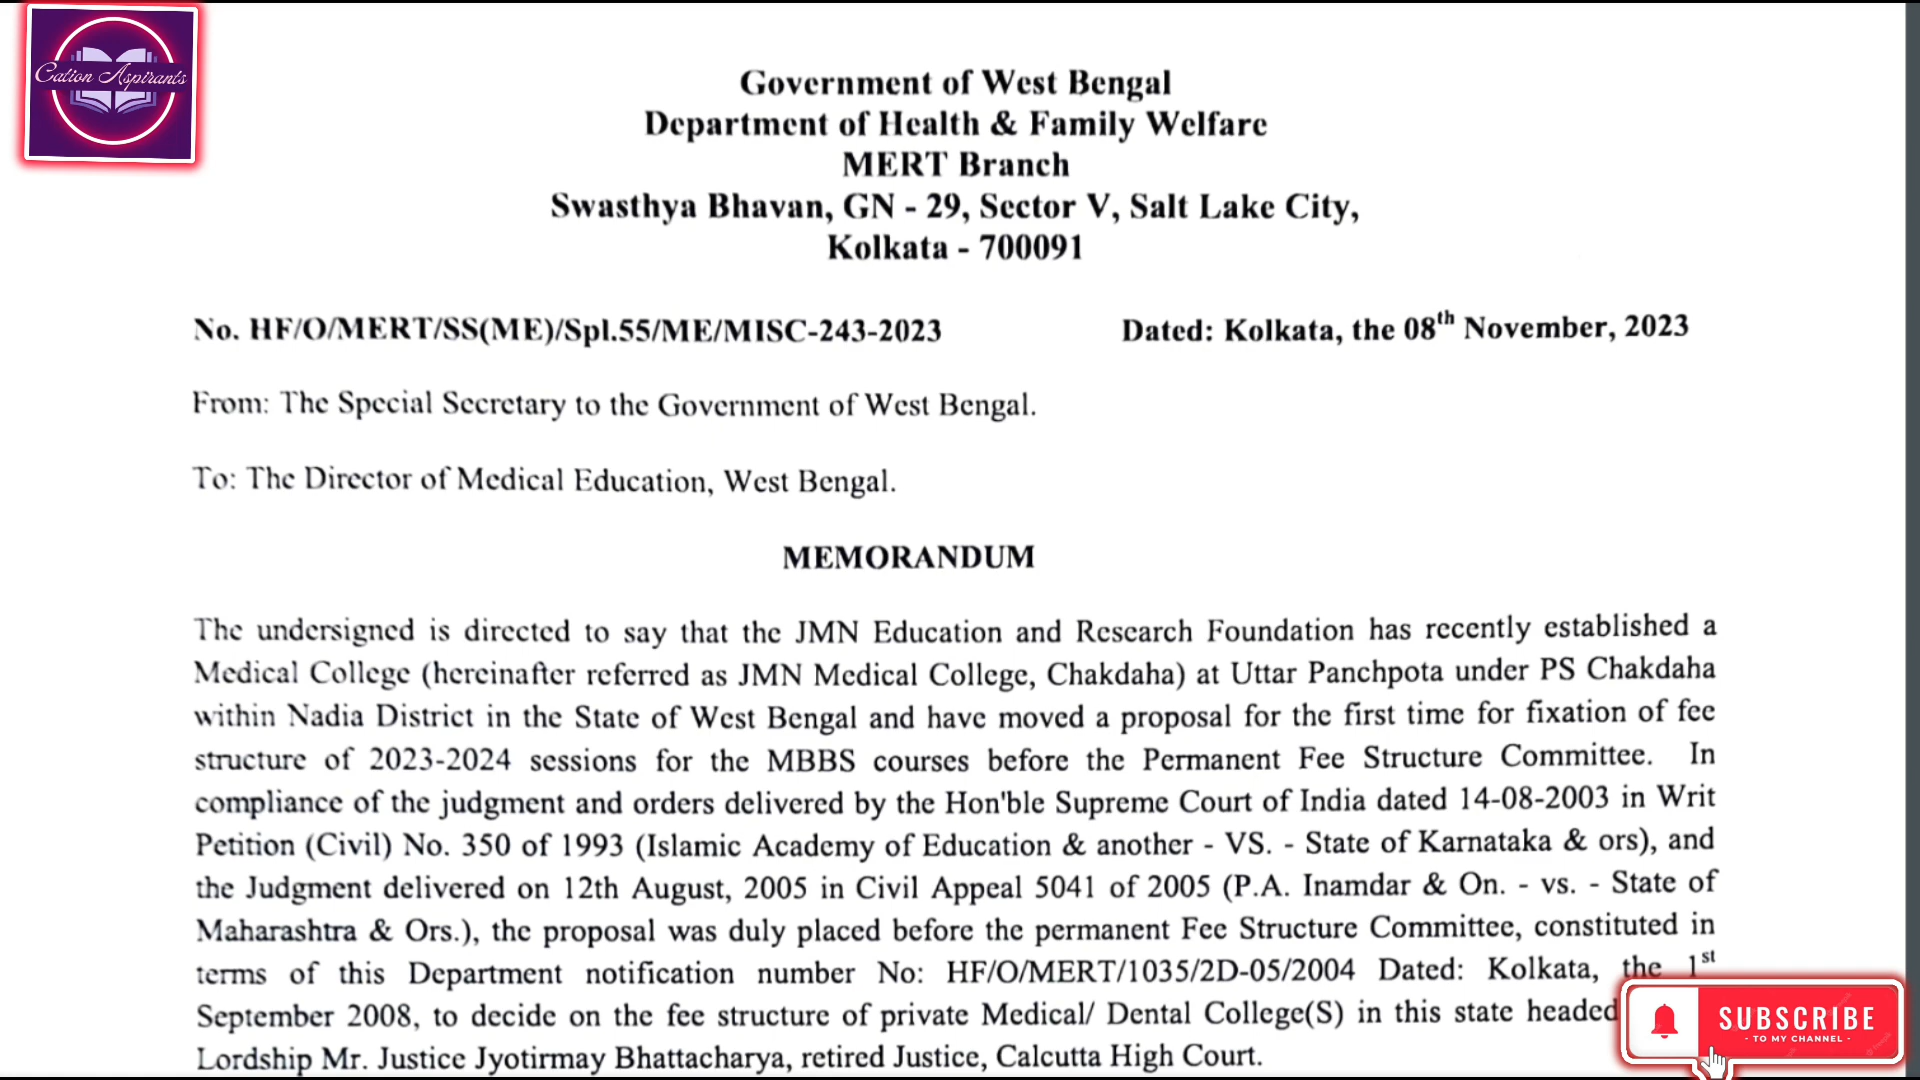 Cation Aspirants
Government of West Bengal
Department of Health & Family Welfare
MERT Branch
Swasthya Bhavan, GN - 29, Sector V, Salt Lake City,
Kolkata - 700091
No. HF/O/MERT/SS(ME)/Spl.55/ME/MISC-243-2023 Dated: Kolkata, the 08th November, 2023
From: The Special Secretary to the Government of West Bengal.
To: The Director of Medical Education, West Bengal.
MEMORANDUM
The undersigned is directed to say that the JMN Education and Research Foundation has recently established a
Medical College (hereinafter referred as JMN Medical College, Chakdaha) at Uttar Panchpota under PS Chakdaha
within Nadia District in the State of West Bengal and have moved a proposal for the first time for fixation of fee
structure of 2023-2024 sessions for the MBBS courses before the Permanent Fee Structure Committee. In
compliance of the judgment and orders delivered by the Hon'ble Supreme Court of India dated 14-08-2003 in Writ
Petition (Civil) No. 350 of 1993 (Islamic Academy of Education & another - VS. - State of Karnataka & ors), and
the Judgment delivered on 12th August, 2005 in Civil Appeal 5041 of 2005 (P.A. Inamdar & On. - vs. - State of
Maharashtra & Ors.), the proposal was duly placed before the permanent Fee Structure Committee, constituted in
terms of this Department notification number No: HF/O/MERT/1035/2D-05/2004 Dated: Kolkata, the 1st
September 2008, to decide on the fee structure of private Medical/ Dental College(S) in this state headed
Lordship Mr. Justice Jyotirmay Bhattacharya, retired Justice, Calcutta High Court.
SUBSCRIBE
- TO MY CHANNEL -